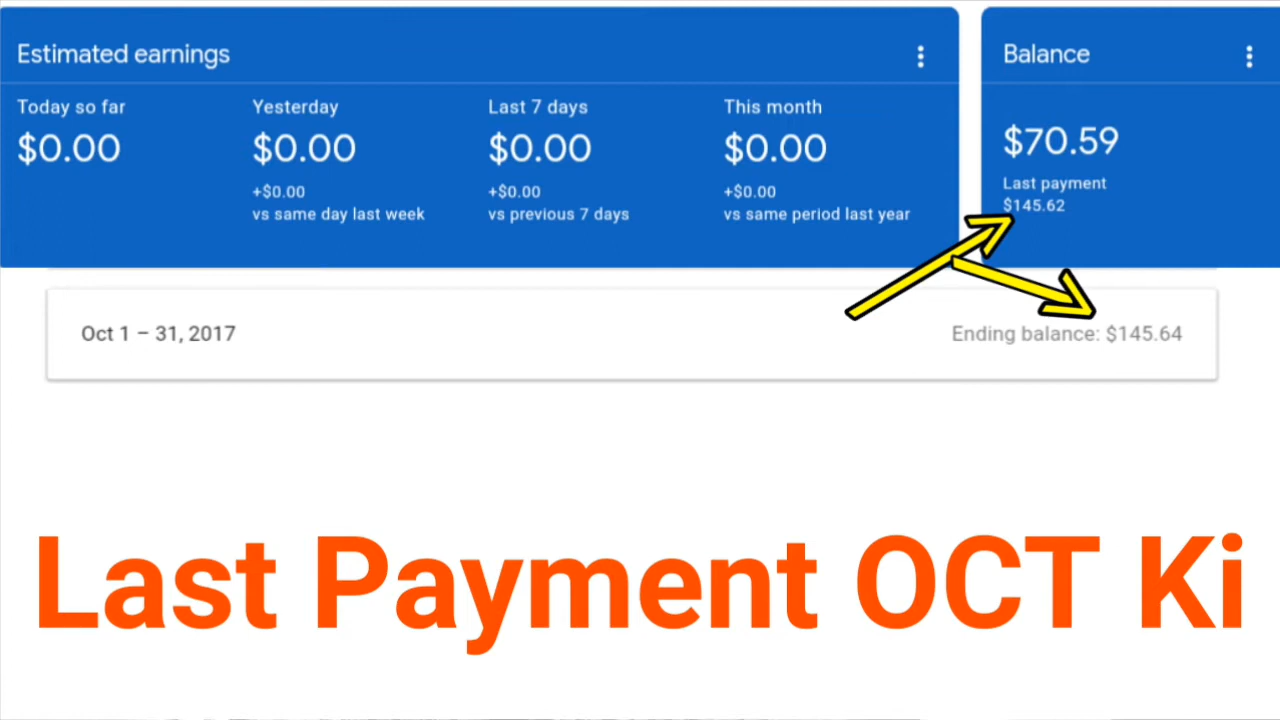 Estimated earnings
Today so far
$0.00
Yesterday
$0.00
+$0.00
vs same day last week
Last 7 days
$0.00
+$0.00
vs previous 7 days
This month
$0.00
+$0.00
vs same period last year
Balance
$70.59
Last payment
$145.62
Oct 1 – 31, 2017
Ending balance: $145.64
Last Payment OCT Ki